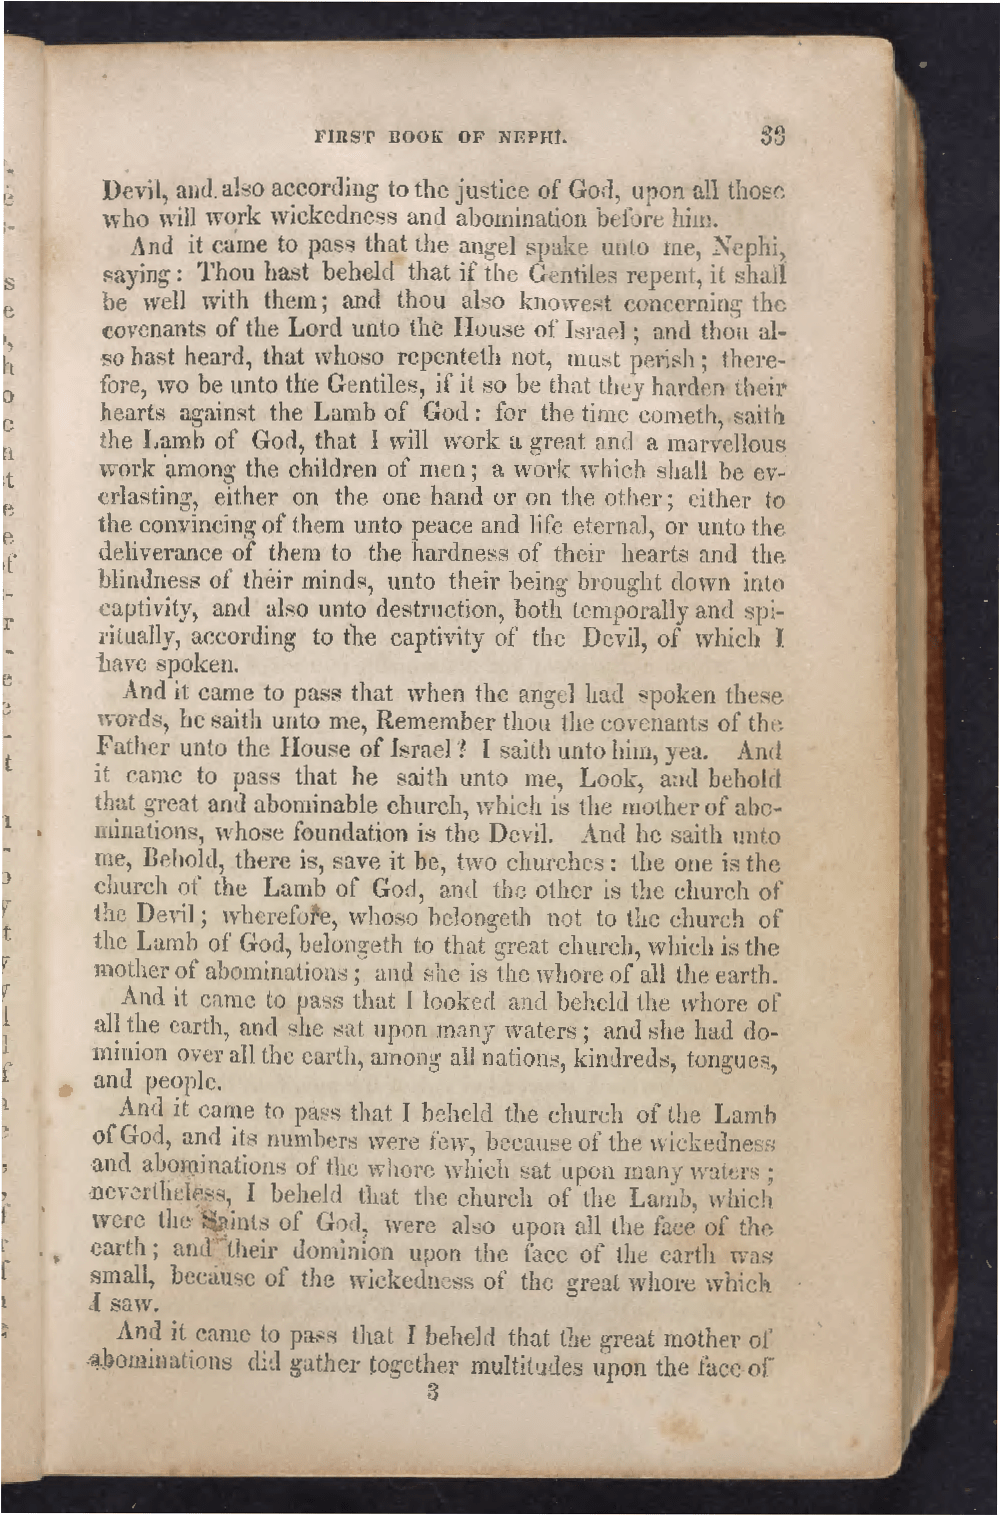 FIRST BOOK OF NEPHI. 33
Devil, and also according to the justice of God, upon all those
who will work wickedness and abomination before him.
And it came to pass that the angel spake unto me, Nephi,
saying: Thou hast beheld that if the Gentiles repent, it shall
be well with them; and thou also knowest concerning the
covenants of the Lord unto the House of Israel; and thou al-
so hast heard, that whoso repenteth not, must perish; there-
fore, wo be unto the Gentiles, if it so be that they harden their
hearts against the Lamb of God: for the time cometh, saith
the Lamb of God, that I will work a great and a marvellous
work among the children of men; a work which shall be ev-
erlasting, either on the one hand or on the other; either to
the convincing of them unto peace and life eternal, or unto the
deliverance of them to the hardness of their hearts and the
blindness of their minds, unto their being brought down into
captivity, and also unto destruction, both temporally and spi-
ritually, according to the captivity of the Devil, of which I
have spoken.
And it came to pass that when the angel had spoken these
words, he saith unto me, Remember thou the covenants of the
Father unto the House of Israel? I saith unto him, yea. And
it came to pass that he saith unto me, Look, and behold
that great and abominable church, which is the mother of abo-
minations, whose foundation is the Devil. And he saith unto
me, Behold, there is, save it be, two churches: the one is the
church of the Lamb of God, and the other is the church of
the Devil; wherefore, whoso belongeth not to the church of
the Lamb of God, belongeth to that great church, which is the
mother of abominations; and she is the whore of all the earth.
And it came to pass that I looked and beheld the whore of
all the earth, and she sat upon many waters; and she had do-
minion over all the earth, among all nations, kindreds, tongues,
and people.
And it came to pass that I beheld the church of the Lamb
of God, and its numbers were few, because of the wickedness
and abominations of the whore which sat upon many waters;
nevertheless, I beheld that the church of the Lamb, which
were the Saints of God, were also upon all the face of the
earth; and their dominion upon the face of the earth was
small, because of the wickedness of the great whore which
I saw.
And it came to pass that I beheld that the great mother of
abominations did gather together multitudes upon the face of
3